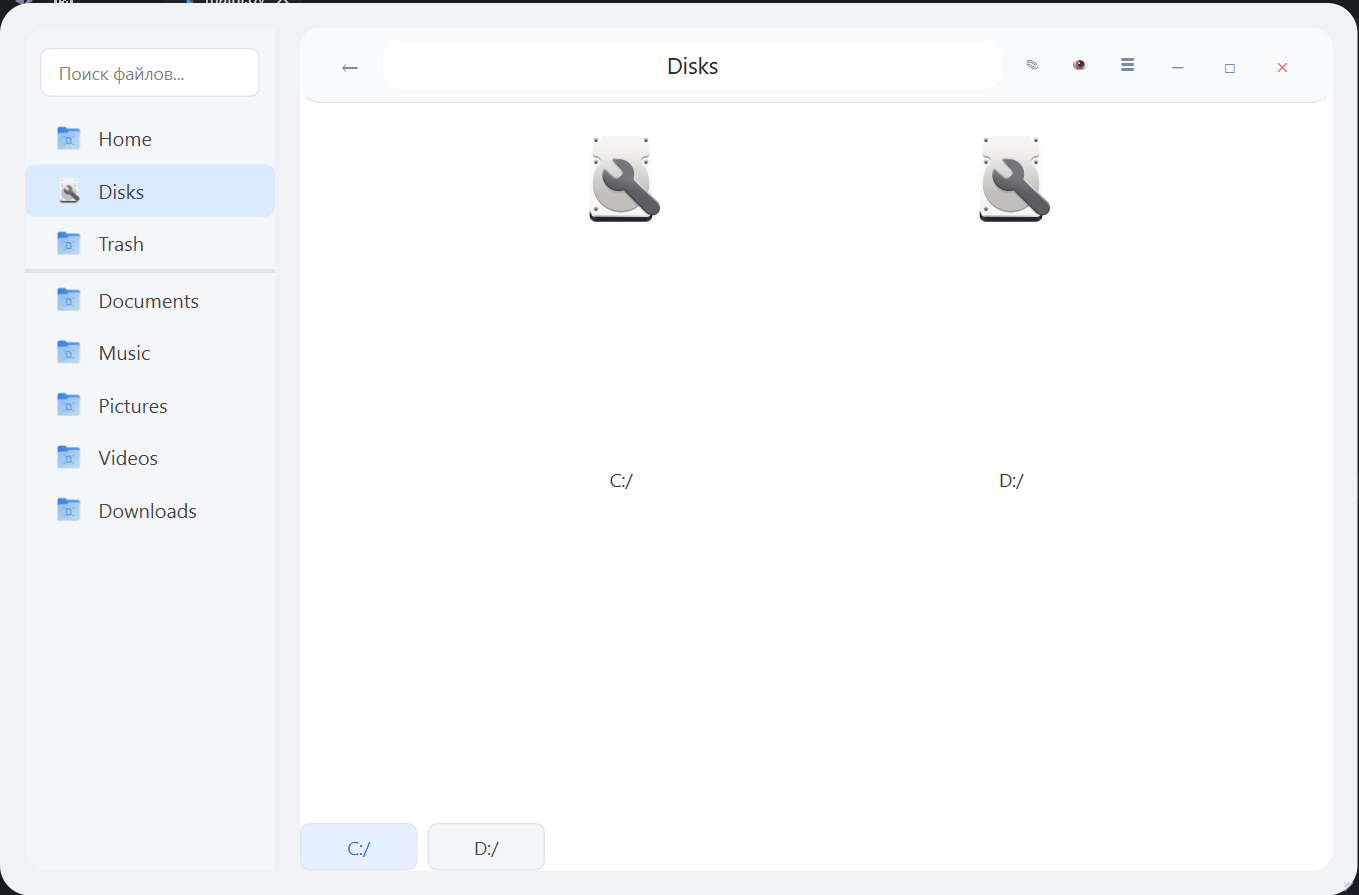 Поиск файлов...
Home
Disks
Trash
Documents
Music
Pictures
Videos
Downloads
Disks
C:/
D:/
C:/
D:/